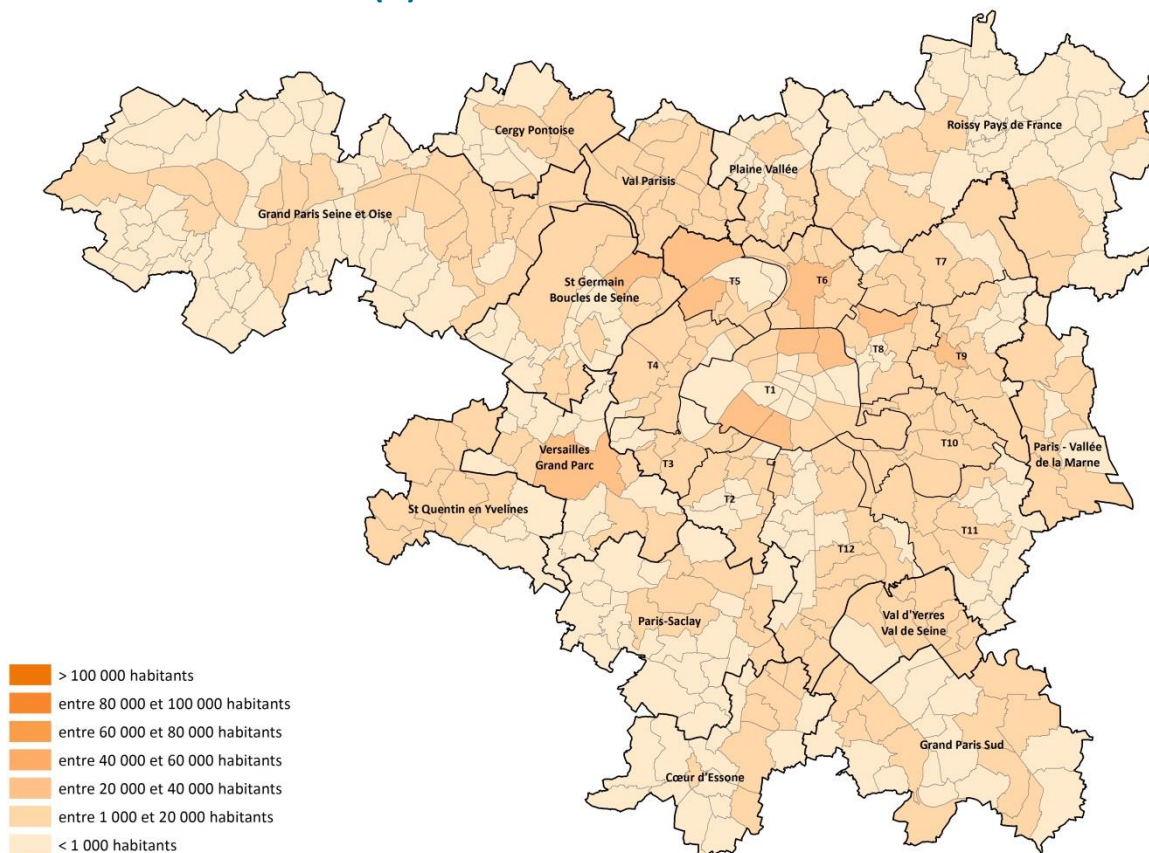 Cergy Pontoise
Roissy Pays de France
Plaine Vallée
Val Parisis
Grand Paris Seine et Oise
T7
St Germain
Boucles de Seine
T5
T6
T8
T9
T4
T1
Versailles
Grand Parc
T3
T10
Paris - Vallée
de la Marne
T2
St Quentin en Yvelines
T11
T12
Paris-Saclay
Val d'Yerres
Val de Seine
Grand Paris Sud
Cœur d'Essone
> 100 000 habitants
entre 80 000 et 100 000 habitants
entre 60 000 et 80 000 habitants
entre 40 000 et 60 000 habitants
entre 20 000 et 40 000 habitants
entre 1 000 et 20 000 habitants
< 1 000 habitants